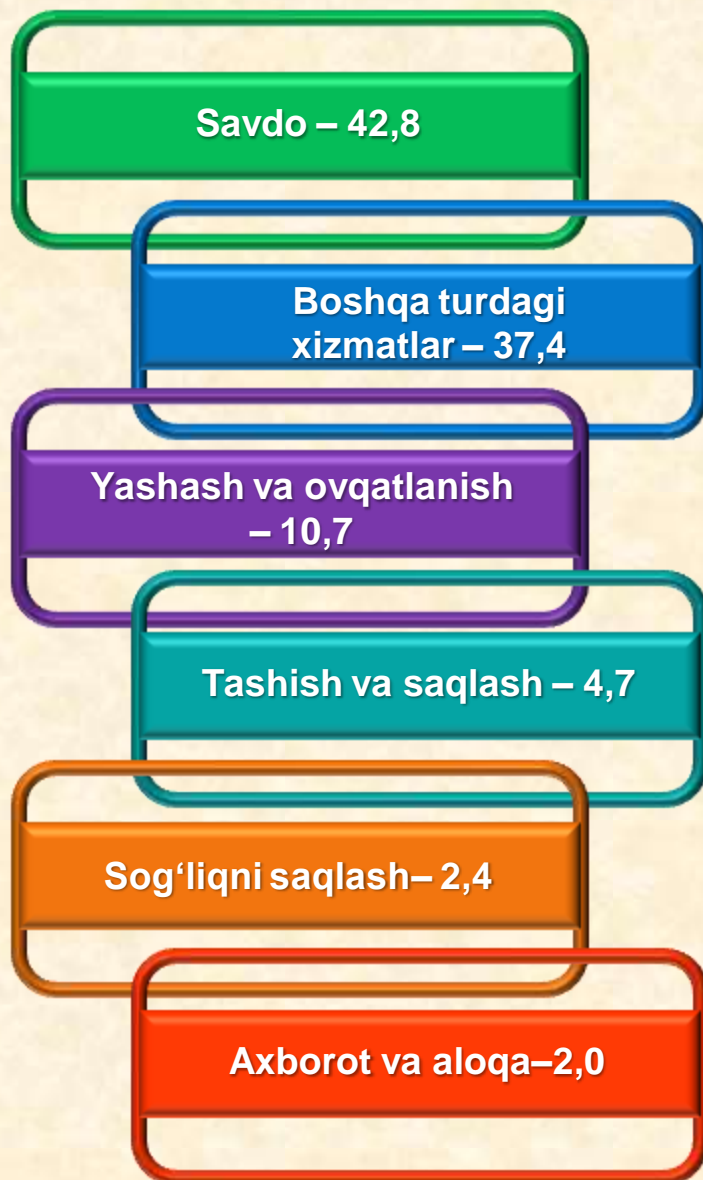 Savdo – 42,8
Boshqa turdagi
xizmatlar – 37,4
Yashash va ovqatlanish
– 10,7
Tashish va saqlash – 4,7
Sog‘liqni saqlash– 2,4
Axborot va aloqa–2,0